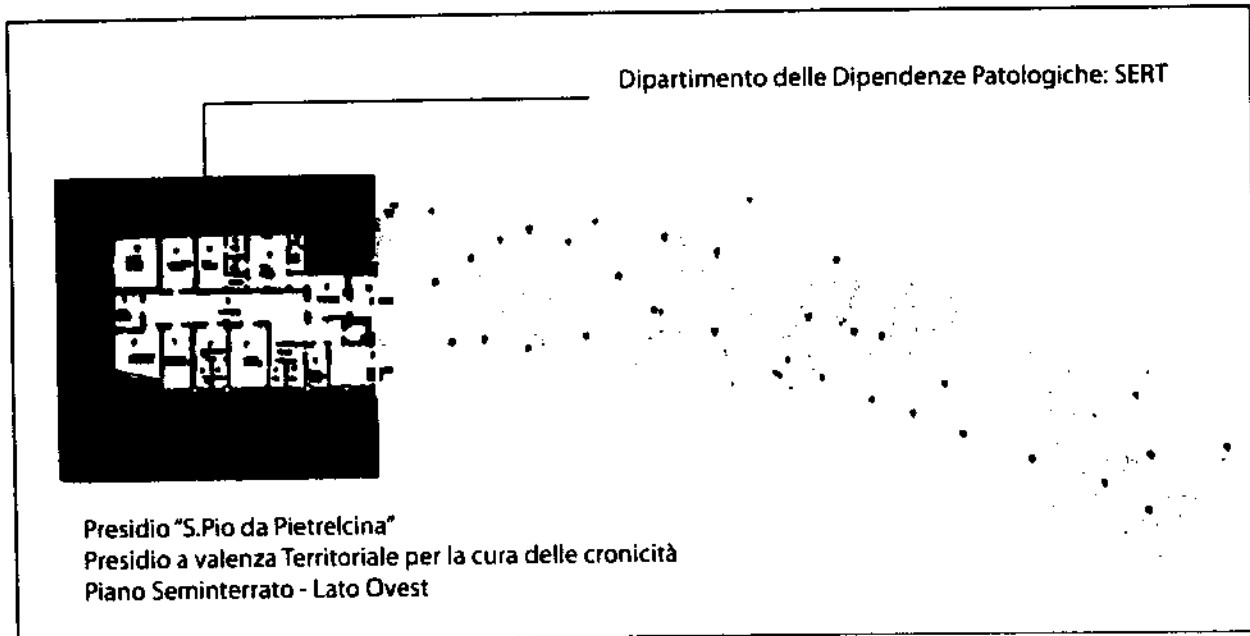 Dipartimento delle Dipendenze Patologiche: SERT
Presidio "S.Pio da Pietrelcina"
Presidio a valenza Territoriale per la cura delle cronicità
Piano Seminterrato - Lato Ovest